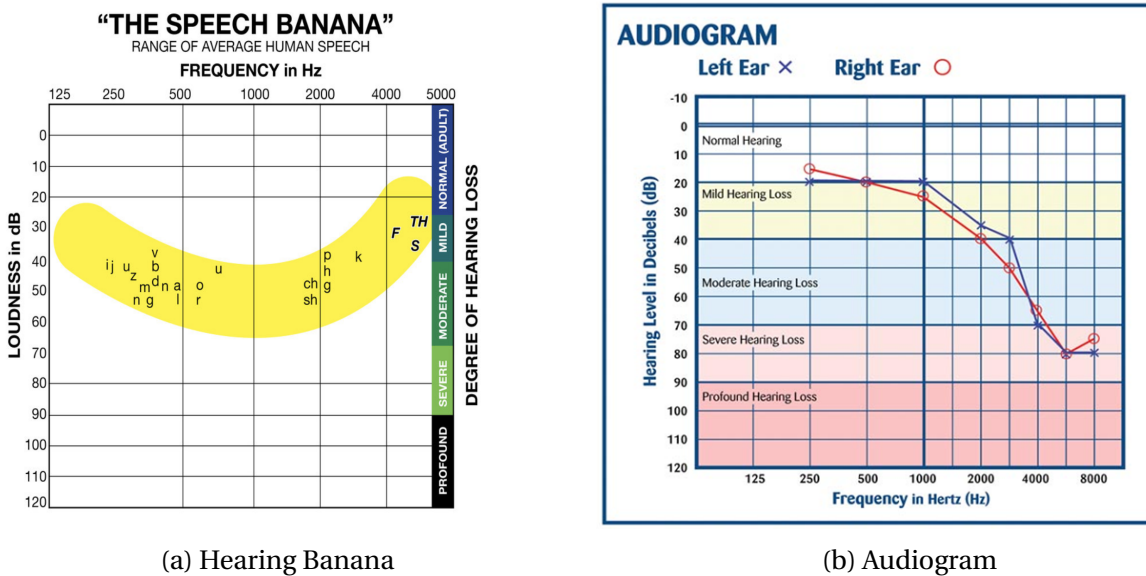 "THE SPEECH BANANA"
RANGE OF AVERAGE HUMAN SPEECH
FREQUENCY in Hz
125 250 500 1000 2000 4000 5000
LOUDNESS in dB
0
10
20
30
40
50
60
70
80
90
100
110
120
v
i j u b
z d
m n a
n g l
u
o
r
p
h
ch g
sh
k
F
TH
S
NORMAL (ADULT)
MILD
MODERATE
SEVERE
PROFOUND
DEGREE OF HEARING LOSS
(a) Hearing Banana
AUDIOGRAM
Left Ear × Right Ear O
Hearing Level in Decibels (dB)
-10
0
10
20
30
40
50
60
70
80
90
100
110
120
Normal Hearing
Mild Hearing Loss
Moderate Hearing Loss
Severe Hearing Loss
Profound Hearing Loss
125 250 500 1000 2000 4000 8000
Frequency in Hertz (Hz)
(b) Audiogram